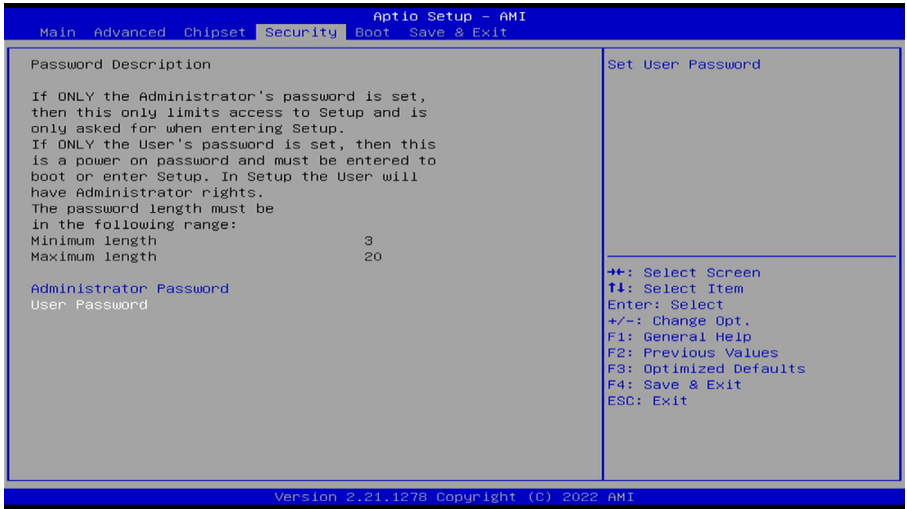 Aptio Setup – AMI
Main Advanced Chipset Security Boot Save & Exit
Password Description
If ONLY the Administrator's password is set,
then this only limits access to Setup and is
only asked for when entering Setup.
If ONLY the User's password is set, then this
is a power on password and must be entered to
boot or enter Setup. In Setup the User will
have Administrator rights.
The password length must be
in the following range:
Minimum length 3
Maximum length 20
Administrator Password
User Password
Set User Password
→←: Select Screen
↑↓: Select Item
Enter: Select
+/-: Change Opt.
F1: General Help
F2: Previous Values
F3: Optimized Defaults
F4: Save & Exit
ESC: Exit
Version 2.21.1278 Copyright (C) 2022 AMI